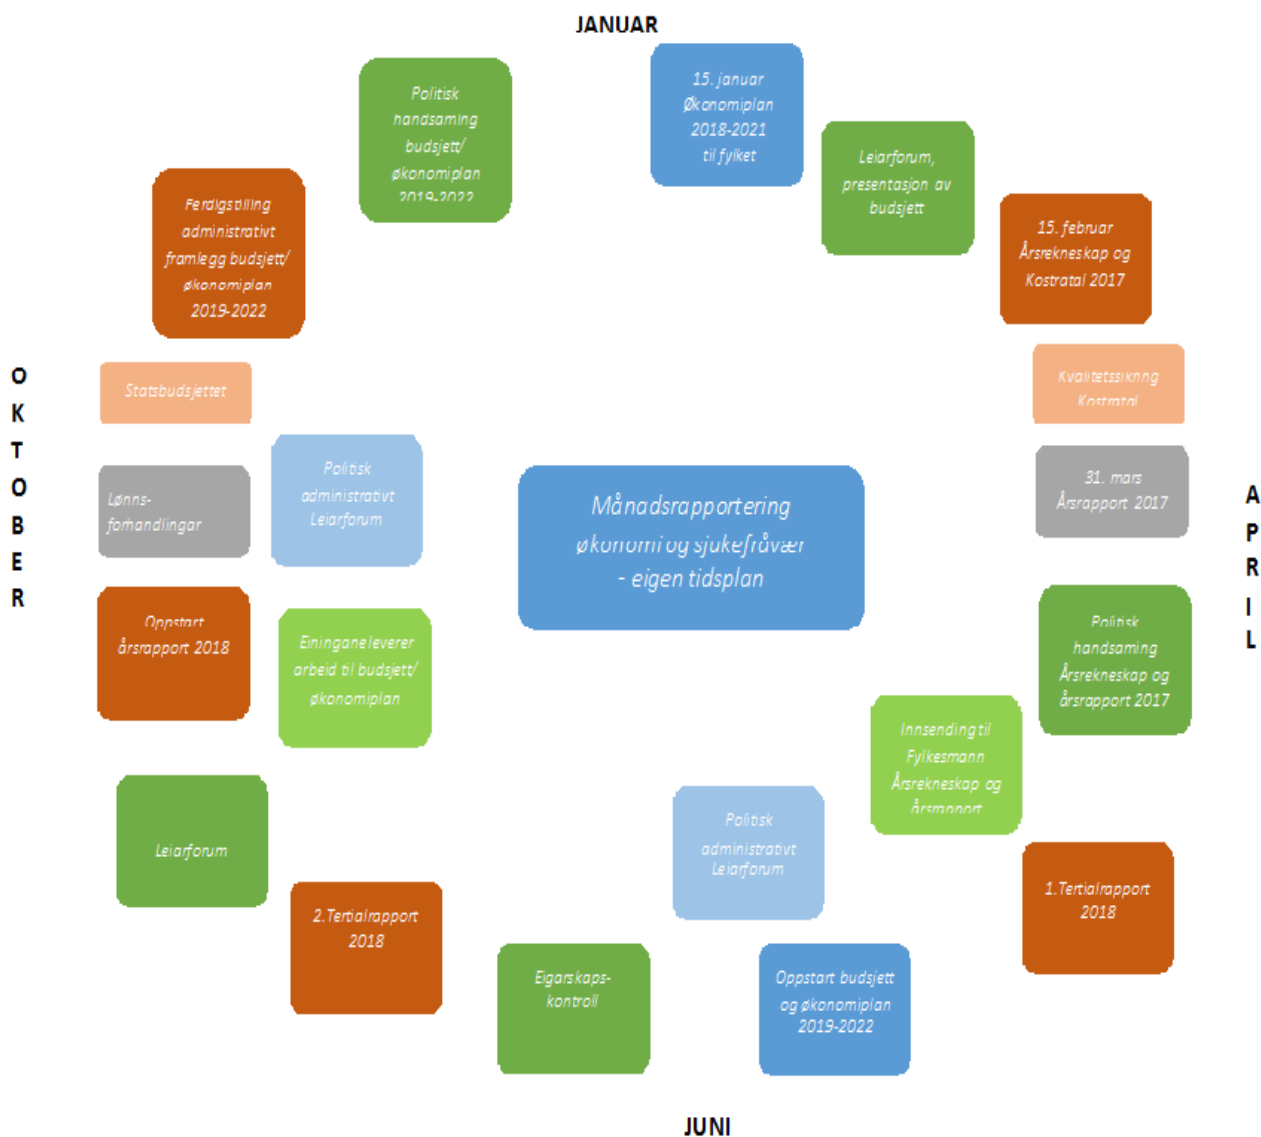 JANUAR
15. januar
Økonomiplan
2018-2021
til fylket
Leiarforum,
presentasjon av
budsjett
15. februar
Årsrekneskap og
Kostratal 2017
Kvalitetssikring
Kostratal
31. mars
Årsrapport 2017
APRIL
Politisk
handsaming
Årsrekneskap og
årsrapport 2017
Innsending til
Fylkesmann
Årsrekneskap og
årsrapport
1.Tertialrapport
2018
Politisk
administrativt
Leiarforum
Oppstart budsjett
og økonomiplan
2019-2022
JUNI
Eigarskaps-
kontroll
2.Tertialrapport
2018
Leiarforum
Einingane leverer
arbeid til budsjett/
økonomiplan
Oppstart
årsrapport 2018
Politisk
administrativt
Leiarforum
Lønns-
forhandlingar
OKTOBER
Statsbudsjettet
Ferdigstilling
administrativt
framlegg budsjett/
økonomiplan
2019-2022
Politisk
handsaming
budsjett/
økonomiplan
2019-2022
Månadsrapportering
økonomi og sjukefråvær
- eigen tidsplan